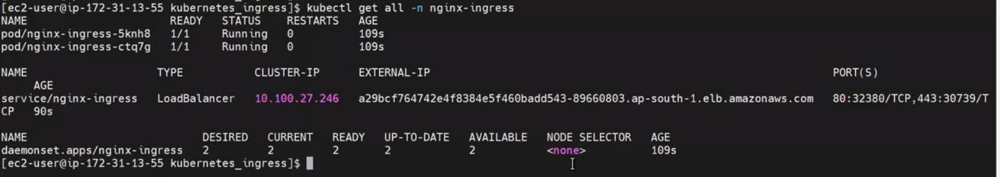 [ec2-user@ip-172-31-13-55 kubernetes_ingress]$ kubectl get all -n nginx-ingress
NAME                      READY   STATUS    RESTARTS   AGE
pod/nginx-ingress-5knh8   1/1     Running   0          109s
pod/nginx-ingress-ctq7g   1/1     Running   0          109s
NAME                    TYPE           CLUSTER-IP      EXTERNAL-IP                                                              PORT(S)
     AGE
service/nginx-ingress   LoadBalancer   10.100.27.246   a29bcf764742e4f8384e5f460badd543-89660803.ap-south-1.elb.amazonaws.com   80:32380/TCP,443:30739/T
CP   90s
NAME                           DESIRED   CURRENT   READY   UP-TO-DATE   AVAILABLE   NODE SELECTOR   AGE
daemonset.apps/nginx-ingress   2         2         2       2            2           <none>          109s
[ec2-user@ip-172-31-13-55 kubernetes_ingress]$